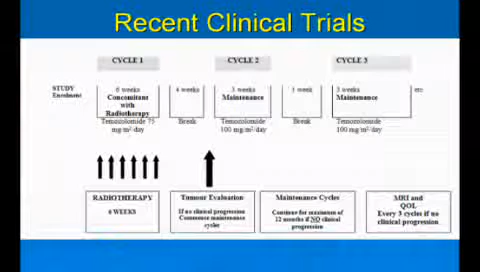 Recent Clinical Trials
CYCLE 1 CYCLE 2 CYCLE 3
STUDY
Enrolment
6 weeks
Concomitant
with
Radiotherapy
Temozolomide 75
mg/m²/day
4 weeks
Break
3 weeks
Maintenance
Temozolomide
100 mg/m²/day
1 week
Break
3 weeks
Maintenance
Temozolomide
100 mg/m²/day
etc
RADIOTHERAPY
6 WEEKS
Tumour Evaluation
If no clinical progression
Commence maintenance
cycles
Maintenance Cycles
Continue for maximum of
12 months if NO clinical
progression
MRI and
QOL
Every 3 cycles if no
clinical progression